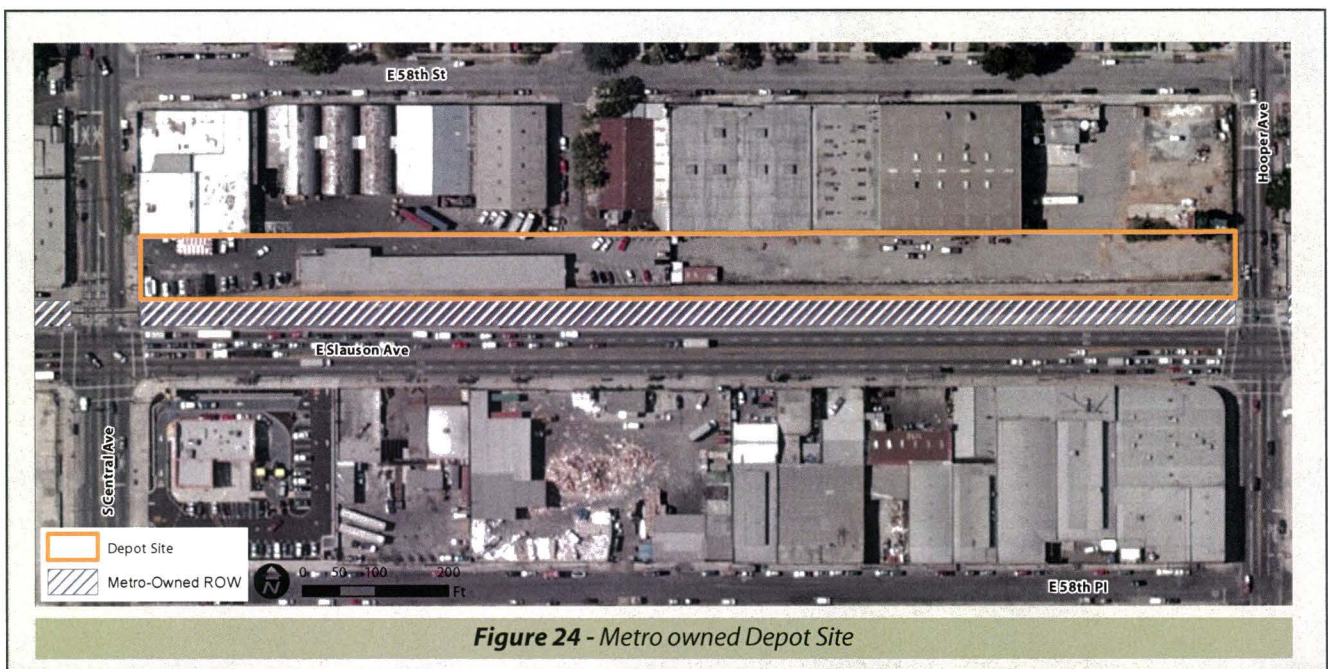 E 58th St
Hooper Ave
E Slauson Ave
S Central Ave
Depot Site
Metro-Owned ROW
N
0 50 100 200
Ft
E 58th Pl
Figure 24 - Metro owned Depot Site